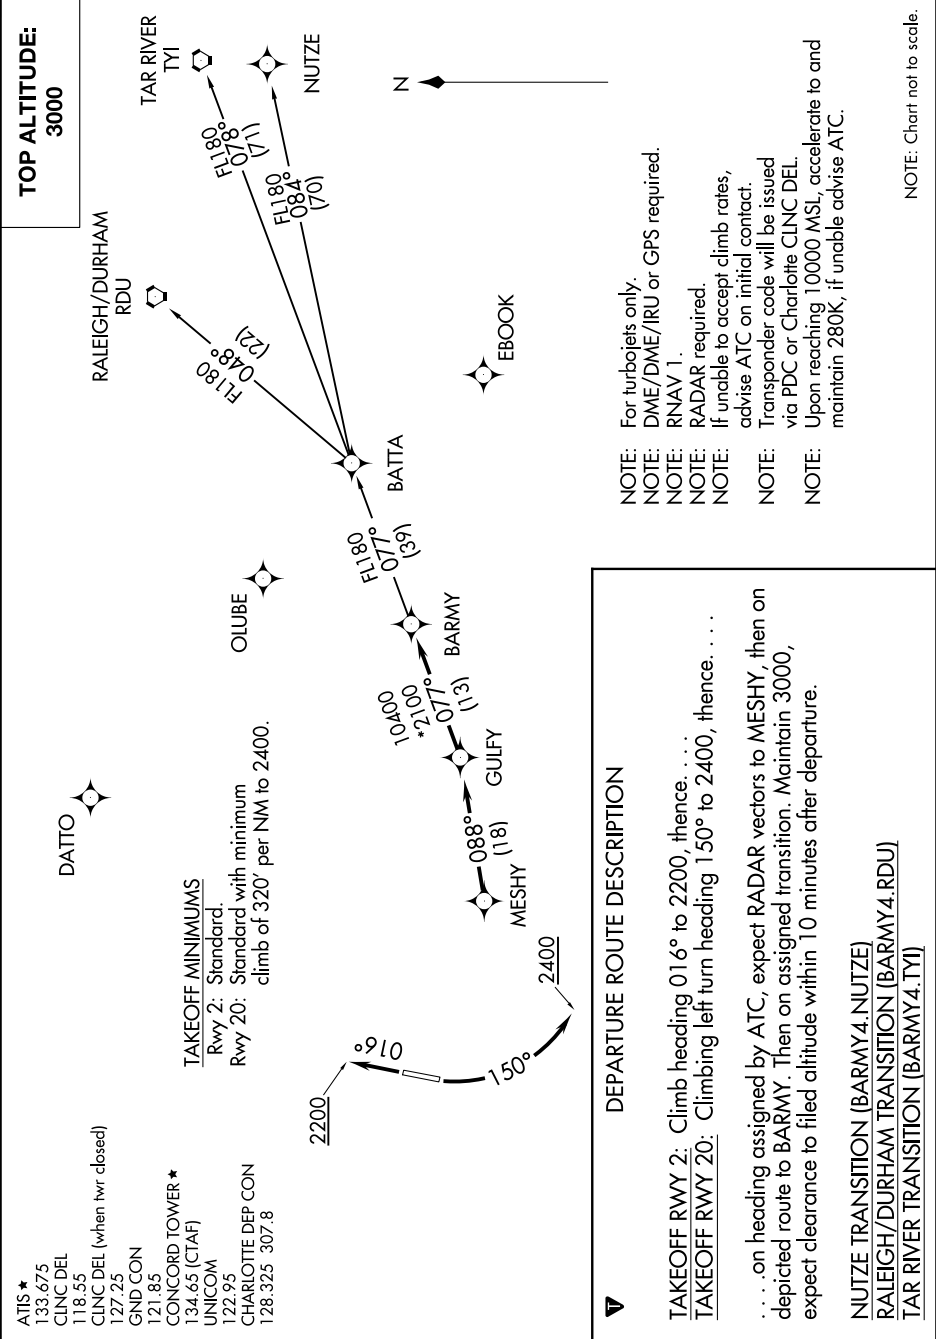 TOP ALTITUDE:
3000
ATIS ★
133.675
CLNC DEL
118.55
CLNC DEL (when twr closed)
127.25
GND CON
121.85
CONCORD TOWER ★
134.65 (CTAF)
UNICOM
122.95
CHARLOTTE DEP CON
128.325 307.8
DATTO
TAKEOFF MINIMUMS
Rwy 2: Standard.
Rwy 20: Standard with minimum
climb of 320' per NM to 2400.
2200
016°
150°
2400
MESHY
088°
(18)
GULFY
10400
*2100
077°
(13)
BARMY
OLUBE
FL180
077°
(39)
BATTA
EBOOK
FL180
048°
(22)
RALEIGH/DURHAM
RDU
FL180
078°
(71)
TAR RIVER
TYI
FL180
084°
(70)
NUTZE
N
NOTE: For turbojets only.
NOTE: DME/DME/IRU or GPS required.
NOTE: RNAV 1.
NOTE: RADAR required.
NOTE: If unable to accept climb rates,
advise ATC on initial contact.
NOTE: Transponder code will be issued
via PDC or Charlotte CLNC DEL.
NOTE: Upon reaching 10000 MSL, accelerate to and
maintain 280K, if unable advise ATC.
NOTE: Chart not to scale.
T
DEPARTURE ROUTE DESCRIPTION
TAKEOFF RWY 2: Climb heading 016° to 2200, thence. . . .
TAKEOFF RWY 20: Climbing left turn heading 150° to 2400, thence. . . .
. . . .on heading assigned by ATC, expect RADAR vectors to MESHY, then on
depicted route to BARMY. Then on assigned transition. Maintain 3000,
expect clearance to filed altitude within 10 minutes after departure.
NUTZE TRANSITION (BARMY4.NUTZE)
RALEIGH/DURHAM TRANSITION (BARMY4.RDU)
TAR RIVER TRANSITION (BARMY4.TYI)